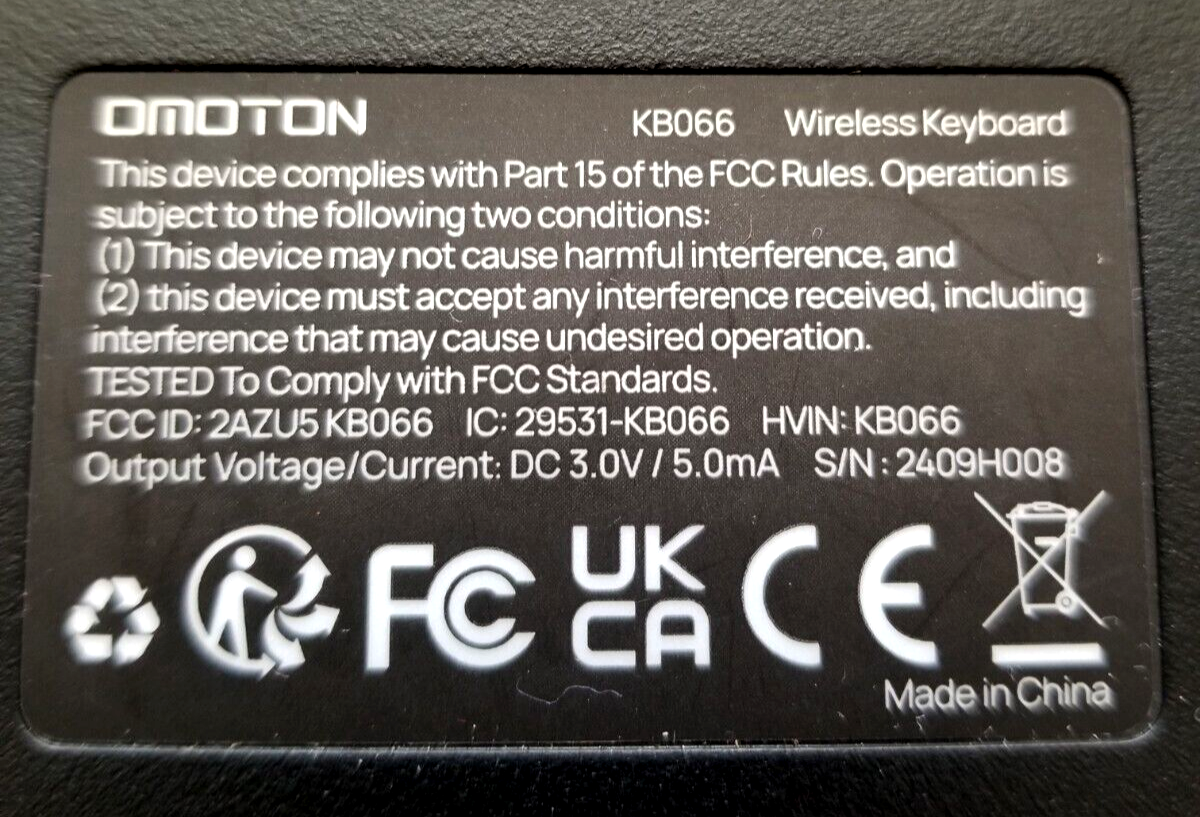 OMOTON KB066 Wireless Keyboard
This device complies with Part 15 of the FCC Rules. Operation is
subject to the following two conditions:
(1) This device may not cause harmful interference, and
(2) this device must accept any interference received, including
interference that may cause undesired operation.
TESTED To Comply with FCC Standards.
FCC ID: 2AZU5 KB066 IC: 29531-KB066 HVIN: KB066
Output Voltage/Current: DC 3.0V / 5.0mA S/N : 2409H008
FC UK CE
CA
Made in China